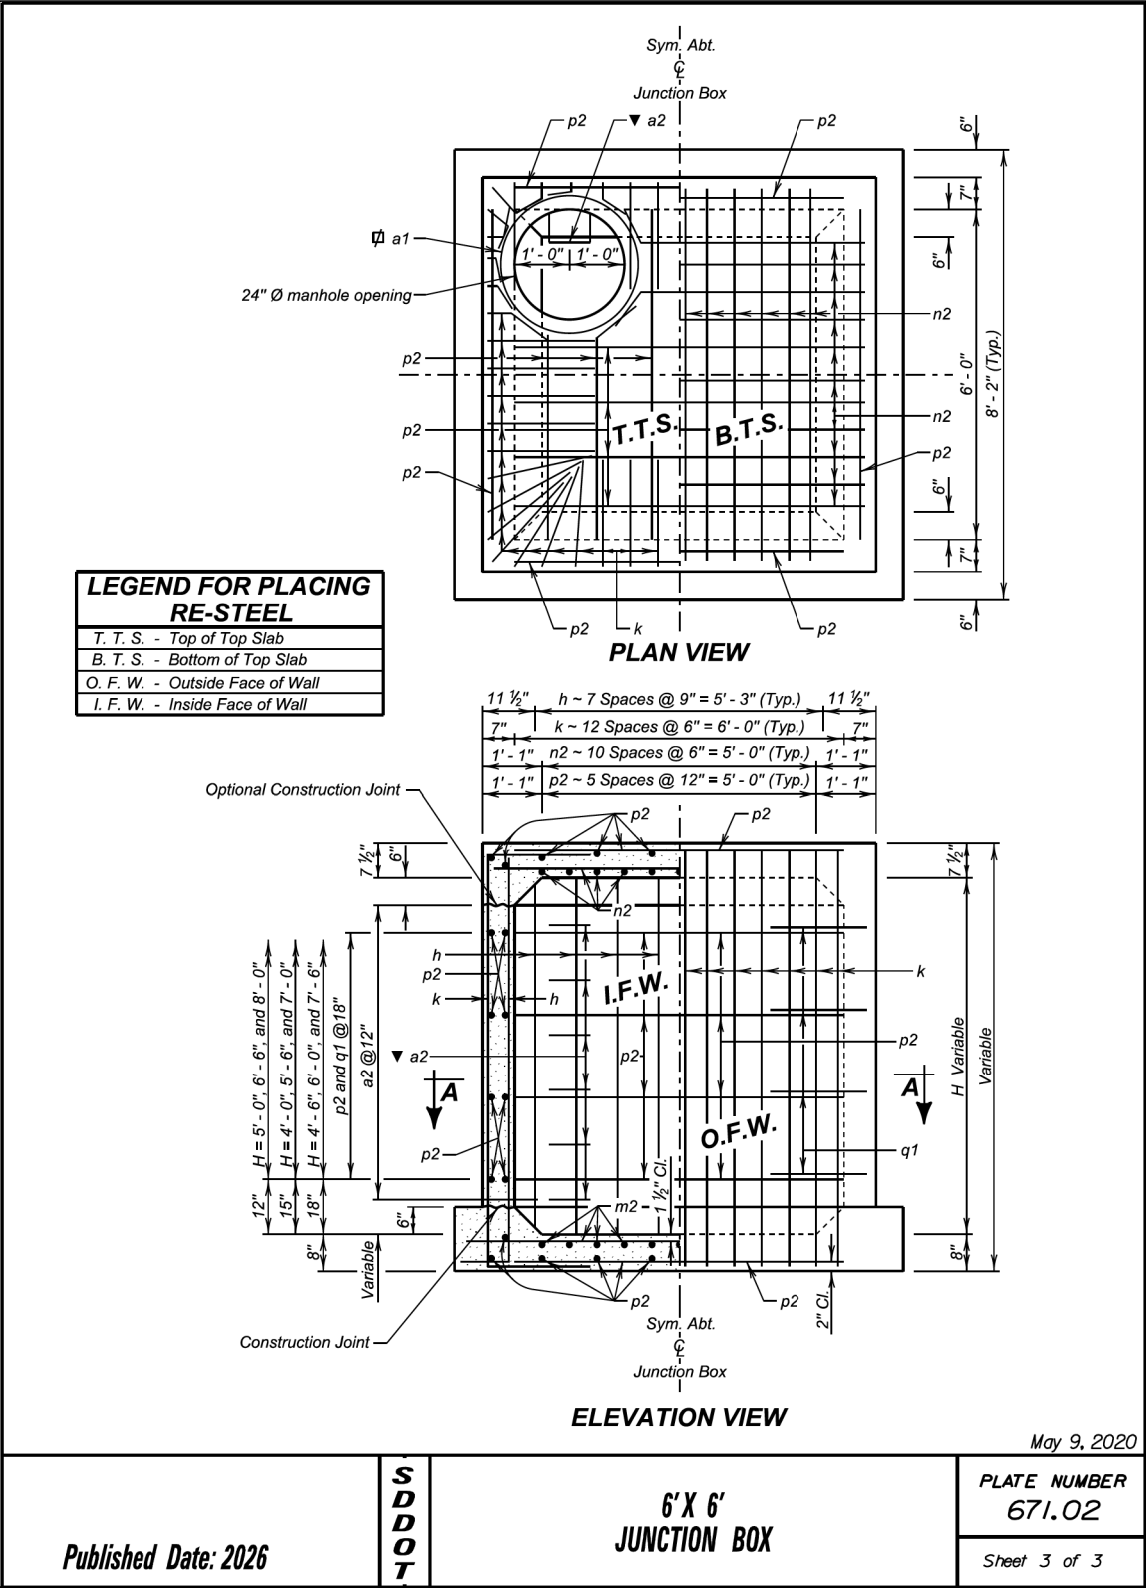 Sym. Abt.
℄
Junction Box
p2
▼ a2
p2
6"
7"
a1
1' - 0"
1' - 0"
6"
24" Ø manhole opening
n2
p2
6' - 0"
8' - 2" (Typ.)
p2
T.T.S.
B.T.S.
n2
p2
p2
6"
7"
p2
k
p2
6"
PLAN VIEW
LEGEND FOR PLACING
RE-STEEL
T. T. S. - Top of Top Slab
B. T. S. - Bottom of Top Slab
O. F. W. - Outside Face of Wall
I. F. W. - Inside Face of Wall
11 ½"
h ~ 7 Spaces @ 9" = 5' - 3" (Typ.)
11 ½"
7"
k ~ 12 Spaces @ 6" = 6' - 0" (Typ.)
7"
1' - 1"
n2 ~ 10 Spaces @ 6" = 5' - 0" (Typ.)
1' - 1"
1' - 1"
p2 ~ 5 Spaces @ 12" = 5' - 0" (Typ.)
1' - 1"
Optional Construction Joint
p2
p2
7 ½"
6"
7 ½"
n2
h
p2
I.F.W.
k
k
h
H = 5' - 0", 6' - 6", and 8' - 0"
H = 4' - 0", 5' - 6", and 7' - 0"
H = 4' - 6", 6' - 0", and 7' - 6"
p2 and q1 @18"
a2 @12"
▼ a2
p2
p2
H Variable
Variable
A
A
p2
O.F.W.
q1
1 ½" Cl.
12"
15"
18"
6"
m2
8"
Variable
8"
p2
p2
2" Cl.
Construction Joint
Sym. Abt.
℄
Junction Box
ELEVATION VIEW
May 9, 2020
Published Date: 2026
SDDOT
6' X 6'
JUNCTION BOX
PLATE NUMBER
671.02
Sheet 3 of 3